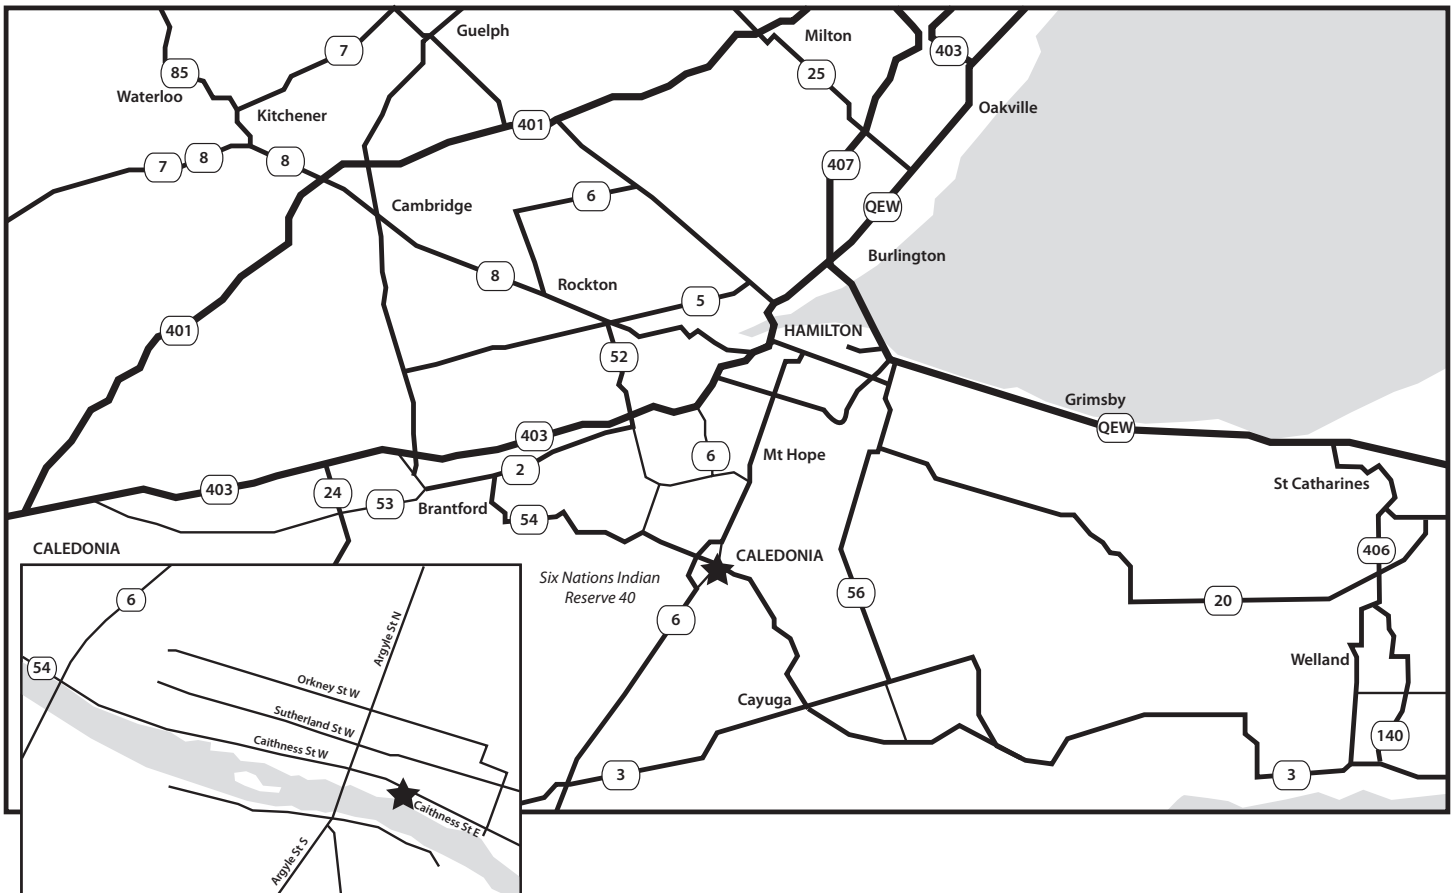 Guelph
Milton
7
403
85
25
Waterloo
Oakville
Kitchener
401
7
8
8
407
6
QEW
Cambridge
Burlington
8
Rockton
5
401
HAMILTON
52
Grimsby
QEW
403
6
Mt Hope
2
St Catharines
403
24
53
Brantford
54
CALEDONIA
CALEDONIA
406
Six Nations Indian
Reserve 40
56
20
6
Welland
Cayuga
140
3
3
6
Argyle St N
54
Orkney St W
Sutherland St W
Caithness St W
Caithness St E
Argyle St S